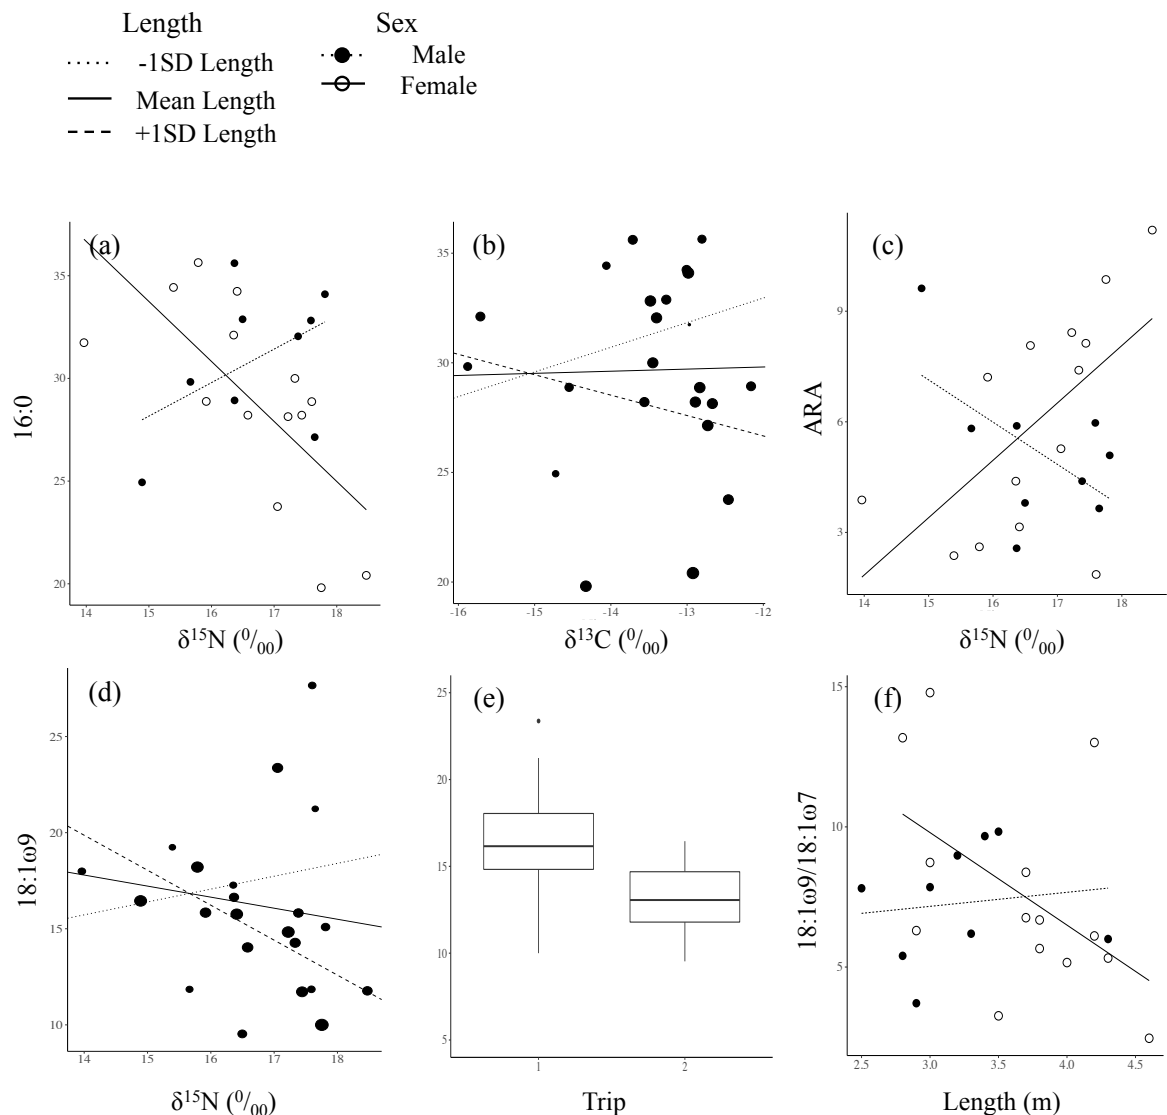 Length Sex
-1SD Length Male
Mean Length Female
+1SD Length
(a) (b) (c)
16:0
35
30
25
20
14 15 16 17 18
δ¹⁵N (⁰/₀₀)
35
30
25
20
-16 -15 -14 -13 -12
δ¹³C (⁰/₀₀)
ARA
9
6
3
14 15 16 17 18
δ¹⁵N (⁰/₀₀)
(d) (e) (f)
18:1ω9
25
20
15
10
14 15 16 17 18
δ¹⁵N (⁰/₀₀)
25
20
15
10
5
1 2
Trip
18:1ω9/18:1ω7
15
10
5
2.5 3.0 3.5 4.0 4.5
Length (m)